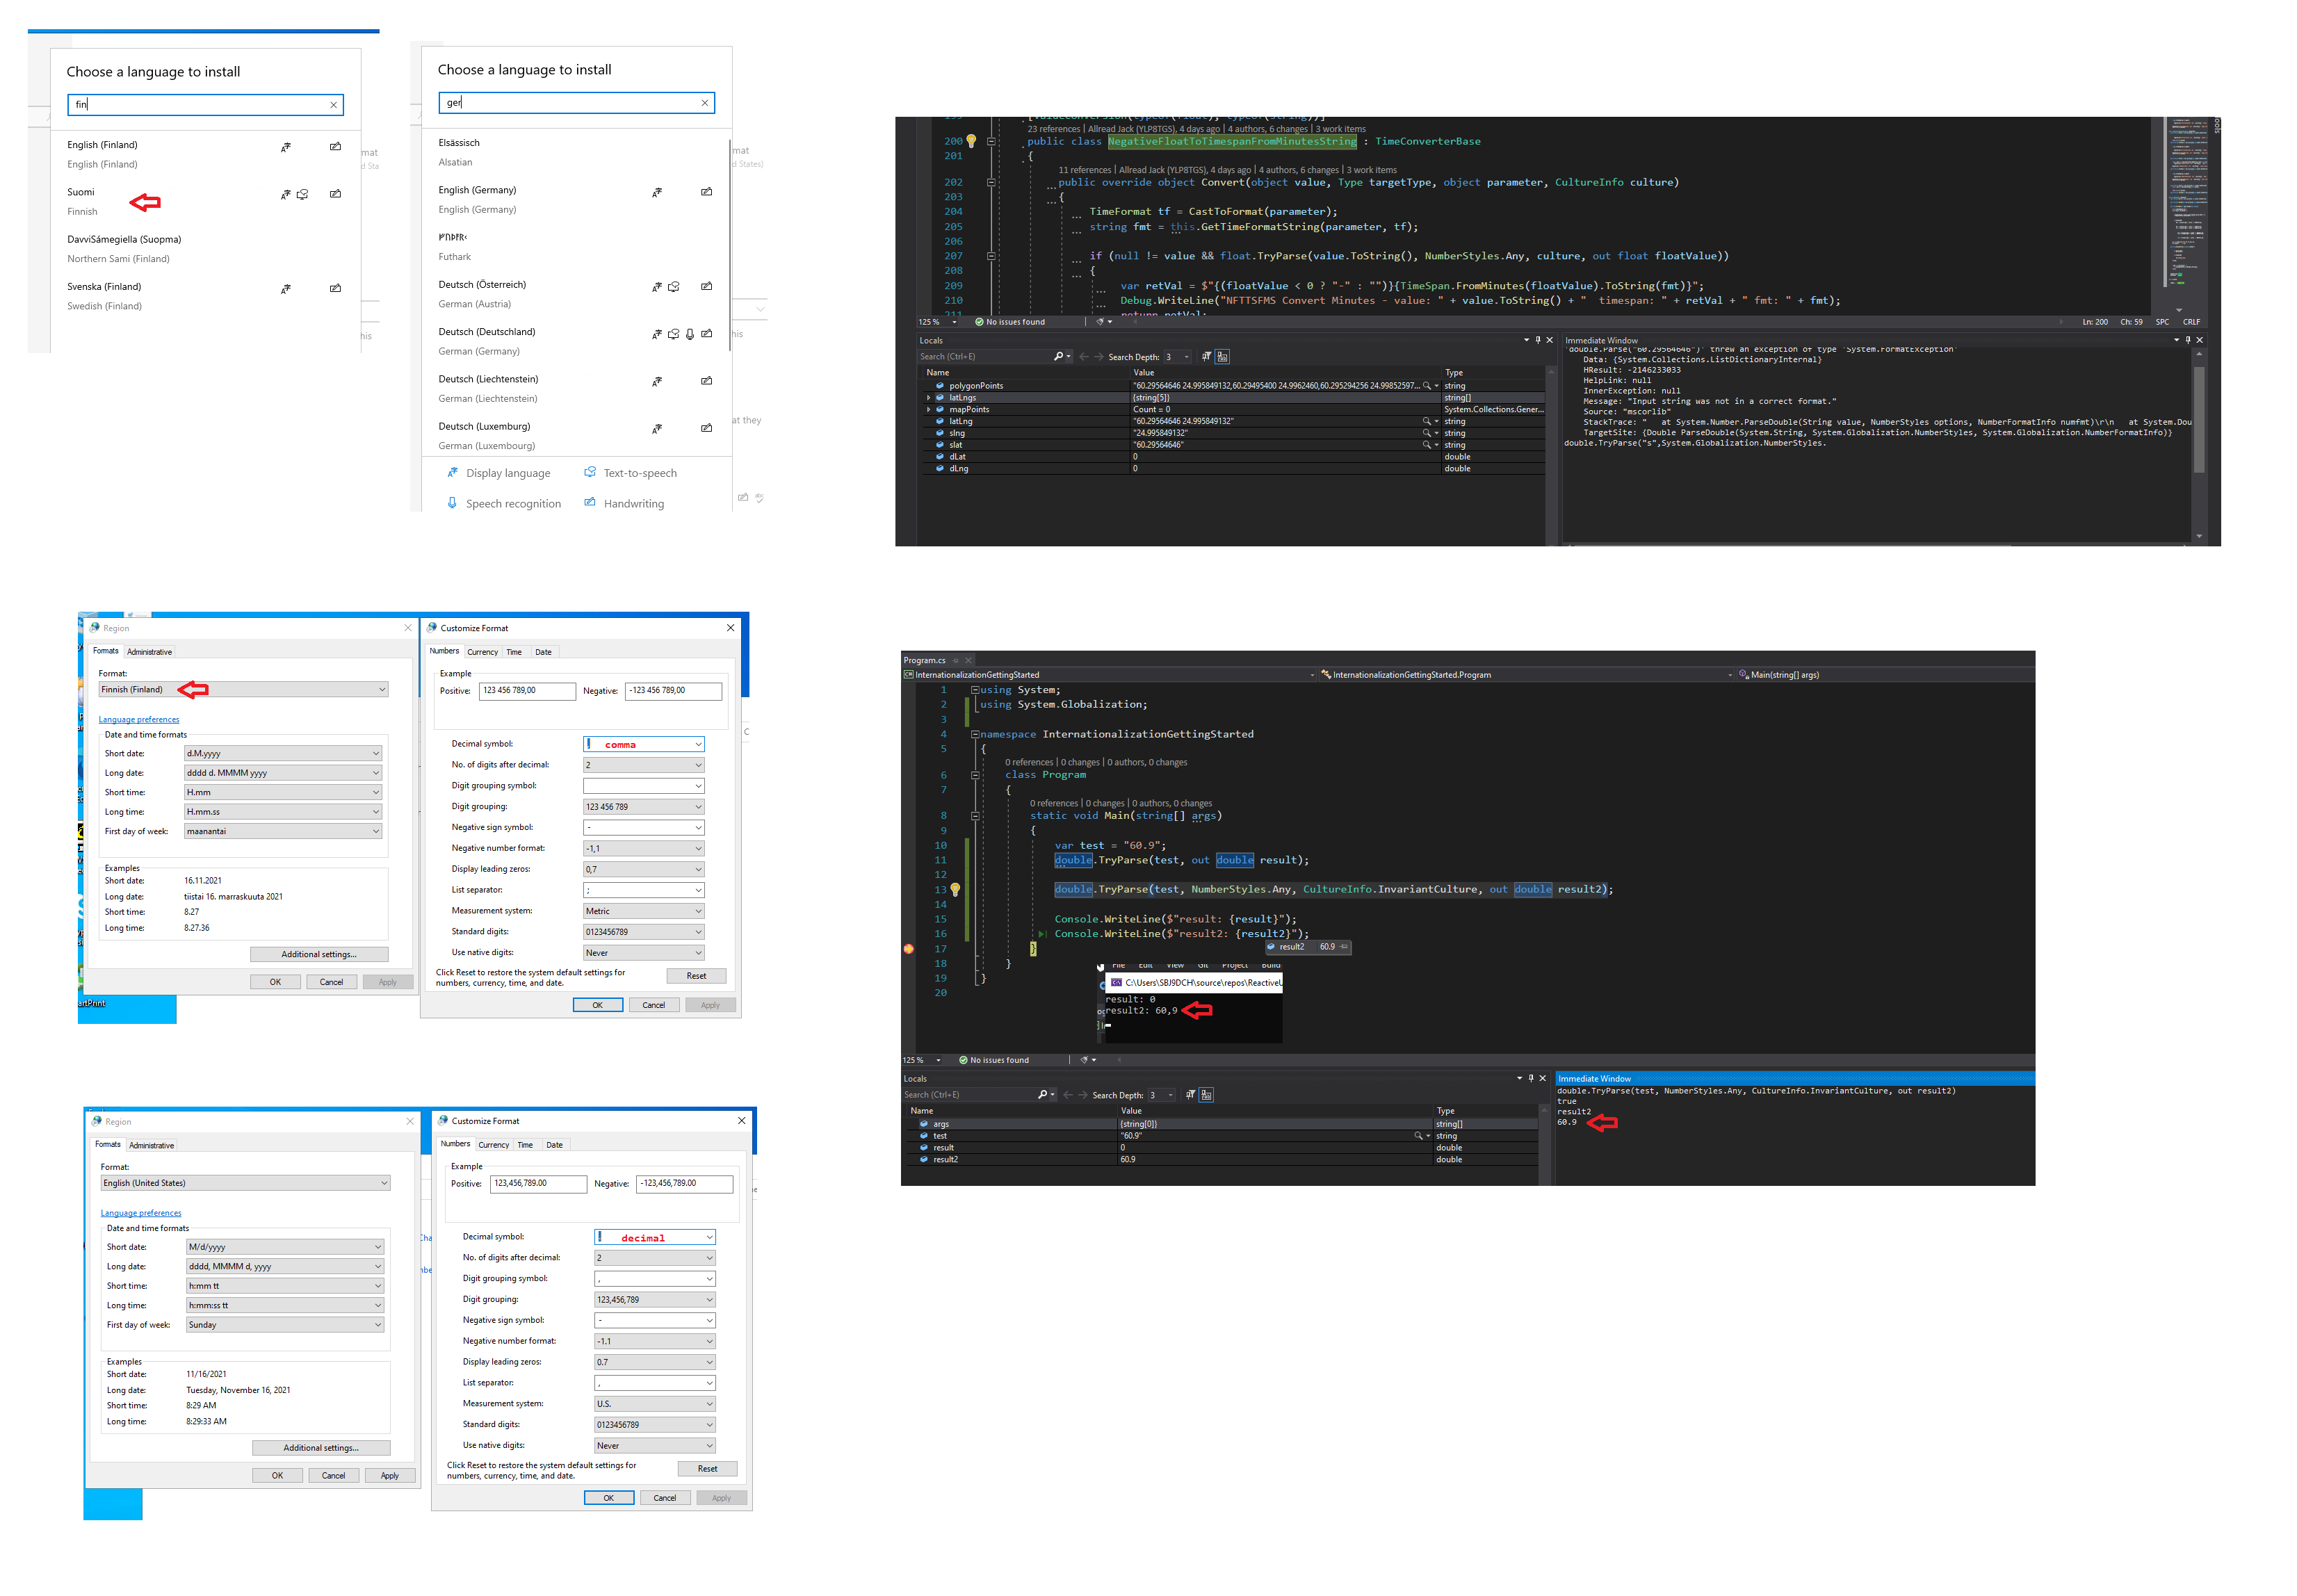 Choose a language to install
fin
English (Finland)
English (Finland)
Suomi
Finnish
DavviSámegiella (Suopma)
Northern Sami (Finland)
Svenska (Finland)
Swedish (Finland)
mat
d Sta
his
Choose a language to install
ger
Elsässisch
Alsatian
English (Germany)
English (Germany)
ᚠᚢᚦᚨᚱᚲ
Futhark
Deutsch (Österreich)
German (Austria)
Deutsch (Deutschland)
German (Germany)
Deutsch (Liechtenstein)
German (Liechtenstein)
Deutsch (Luxemburg)
German (Luxembourg)
Display language Text-to-speech
Speech recognition Handwriting
mat
d States)
his
at they
23 references | Allread Jack (YLP8TGS), 4 days ago | 4 authors, 6 changes | 3 work items
200 public class NegativeFloatToTimespanFromMinutesString : TimeConverterBase
201 {
11 references | Allread Jack (YLP8TGS), 4 days ago | 4 authors, 6 changes | 3 work items
202 public override object Convert(object value, Type targetType, object parameter, CultureInfo culture)
203 {
204 TimeFormat tf = CastToFormat(parameter);
205 string fmt = this.GetTimeFormatString(parameter, tf);
206
207 if (null != value && float.TryParse(value.ToString(), NumberStyles.Any, culture, out float floatValue))
208 {
209 var retVal = $"{(floatValue < 0 ? "-" : "")}{TimeSpan.FromMinutes(floatValue).ToString(fmt)}";
210 Debug.WriteLine("NFTTSFMS Convert Minutes - value: " + value.ToString() + " timespan: " + retVal + " fmt: " + fmt);
211 return retVal;
125 % No issues found Ln: 200 Ch: 59 SPC CRLF
Locals
Search (Ctrl+E) Search Depth: 3
Name Value Type
polygonPoints "60.29564646 24.995849132,60.29495400 24.9962460,60.295294256 24.99852597... string
latLngs {string[5]} string[]
mapPoints Count = 0 System.Collections.Gener...
latLng "60.29564646 24.995849132" string
slng "24.995849132" string
slat "60.29564646" string
dLat 0 double
dLng 0 double
Immediate Window
'double.Parse("60.29564646")' threw an exception of type 'System.FormatException'
Data: {System.Collections.ListDictionaryInternal}
HResult: -2146233033
HelpLink: null
InnerException: null
Message: "Input string was not in a correct format."
Source: "mscorlib"
StackTrace: " at System.Number.ParseDouble(String value, NumberStyles options, NumberFormatInfo numfmt)\r\n at System.Dou
TargetSite: {Double ParseDouble(System.String, System.Globalization.NumberStyles, System.Globalization.NumberFormatInfo)}
double.TryParse("s",System.Globalization.NumberStyles.
Region
Formats Administrative
Format:
Finnish (Finland)
Language preferences
Date and time formats
Short date: d.M.yyyy
Long date: dddd d. MMMM yyyy
Short time: H.mm
Long time: H.mm.ss
First day of week: maanantai
Examples
Short date: 16.11.2021
Long date: tiistai 16. marraskuuta 2021
Short time: 8.27
Long time: 8.27.36
Additional settings...
OK Cancel Apply
artPrint
Customize Format
Numbers Currency Time Date
Example
Positive: 123 456 789,00 Negative: -123 456 789,00
Decimal symbol: , comma
No. of digits after decimal: 2
Digit grouping symbol:
Digit grouping: 123 456 789
Negative sign symbol: -
Negative number format: -1,1
Display leading zeros: 0,7
List separator: ;
Measurement system: Metric
Standard digits: 0123456789
Use native digits: Never
Click Reset to restore the system default settings for
numbers, currency, time, and date.
Reset
OK Cancel Apply
Program.cs
InternationalizationGettingStarted InternationalizationGettingStarted.Program Main(string[] args)
1 using System;
2 using System.Globalization;
3
4 namespace InternationalizationGettingStarted
5 {
0 references | 0 changes | 0 authors, 0 changes
6 class Program
7 {
0 references | 0 changes | 0 authors, 0 changes
8 static void Main(string[] args)
9 {
10 var test = "60.9";
11 double.TryParse(test, out double result);
12
13 double.TryParse(test, NumberStyles.Any, CultureInfo.InvariantCulture, out double result2);
14
15 Console.WriteLine($"result: {result}");
16 Console.WriteLine($"result2: {result2}");
17 }
result2 60.9
18 }
19 }
20
File Edit View Git Project Build
C:\Users\SBJ9DCH\source\repos\ReactiveU
result: 0
result2: 60,9
125 % No issues found
Locals
Search (Ctrl+E) Search Depth: 3
Name Value Type
args {string[0]} string[]
test "60.9" string
result 0 double
result2 60.9 double
Immediate Window
double.TryParse(test, NumberStyles.Any, CultureInfo.InvariantCulture, out result2)
true
result2
60.9
Region
Formats Administrative
Format:
English (United States)
Language preferences
Date and time formats
Short date: M/d/yyyy
Long date: dddd, MMMM d, yyyy
Short time: h:mm tt
Long time: h:mm:ss tt
First day of week: Sunday
Examples
Short date: 11/16/2021
Long date: Tuesday, November 16, 2021
Short time: 8:29 AM
Long time: 8:29:33 AM
Additional settings...
OK Cancel Apply
Customize Format
Numbers Currency Time Date
Example
Positive: 123,456,789.00 Negative: -123,456,789.00
Decimal symbol: . decimal
No. of digits after decimal: 2
Digit grouping symbol: ,
Digit grouping: 123,456,789
Negative sign symbol: -
Negative number format: -1.1
Display leading zeros: 0.7
List separator: ,
Measurement system: U.S.
Standard digits: 0123456789
Use native digits: Never
Click Reset to restore the system default settings for
numbers, currency, time, and date.
Reset
OK Cancel Apply